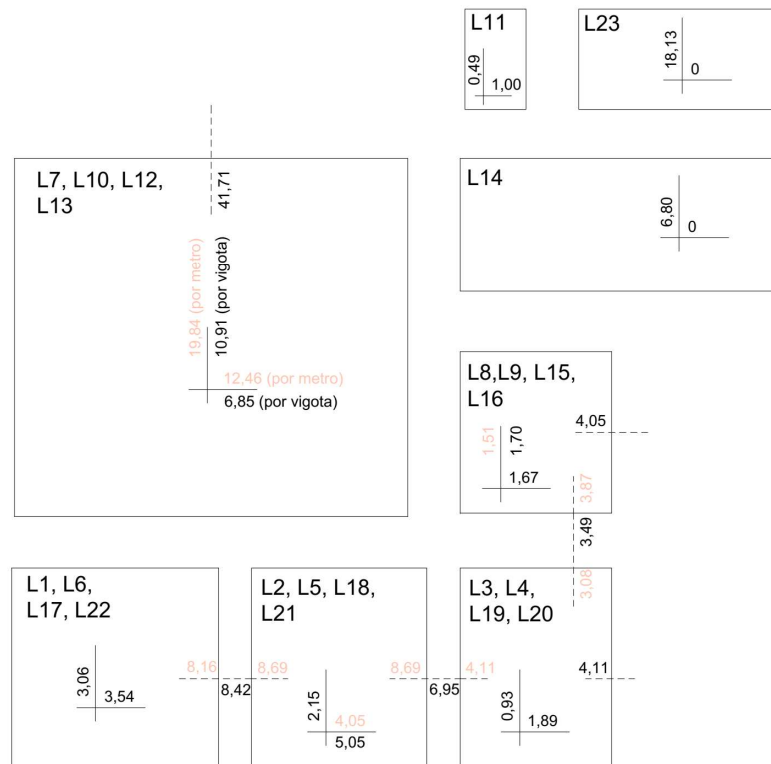 L11
0,49
1,00
L23
18,13
0
L7, L10, L12,
L13
41,71
19,84 (por metro)
10,91 (por vigota)
12,46 (por metro)
6,85 (por vigota)
L14
6,80
0
L8,L9, L15,
L16
4,05
1,51
1,70
1,67
3,87
3,49
3,08
L1, L6,
L17, L22
3,06
3,54
8,16
8,42
L2, L5, L18,
L21
8,69
2,15
4,05
5,05
8,69
6,95
L3, L4,
L19, L20
4,11
0,93
1,89
4,11